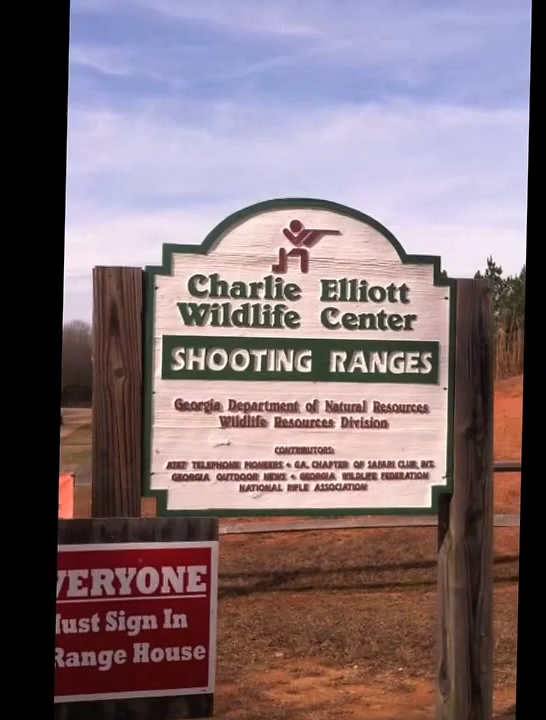 Charlie Elliott
Wildlife Center
SHOOTING RANGES
Georgia Department of Natural Resources
Wildlife Resources Division
CONTRIBUTORS:
AT&T TELEPHONE PIONEERS • GA. CHAPTER OF SAFARI CLUB, INT.
GEORGIA OUTDOOR NEWS • GEORGIA WILDLIFE FEDERATION
NATIONAL RIFLE ASSOCIATION
VERYONE
ust Sign In
Range House